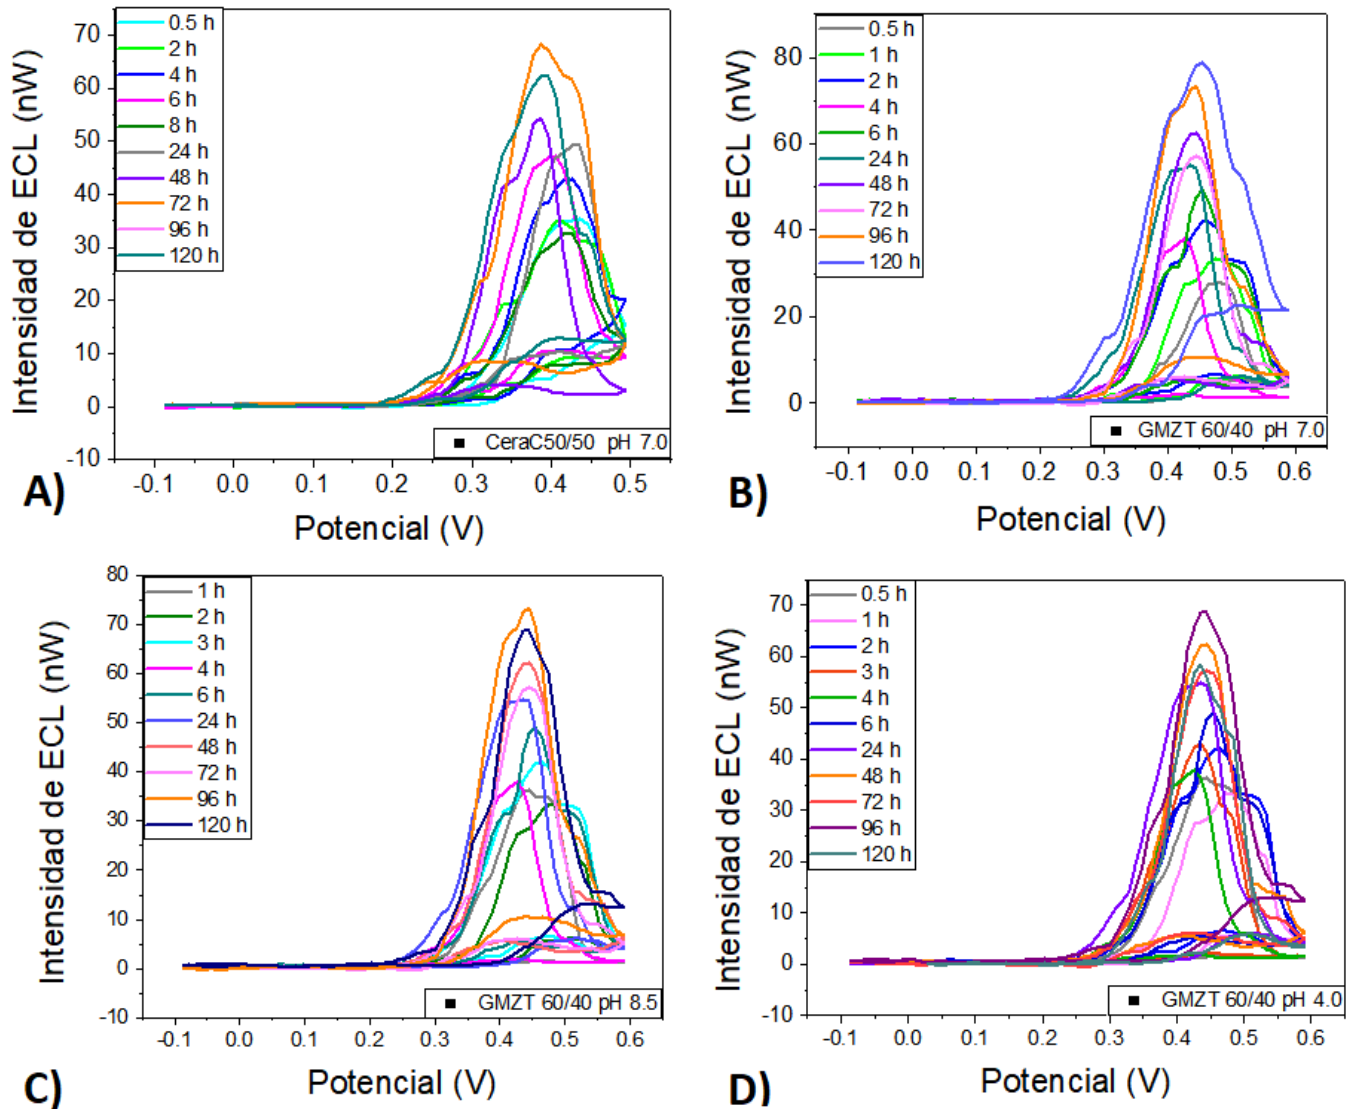 Intensidad de ECL (nW)
70
60
50
40
30
20
10
0
-10
0.5 h
2 h
4 h
6 h
8 h
24 h
48 h
72 h
96 h
120 h
CeraC50/50 pH 7.0
-0.1 0.0 0.1 0.2 0.3 0.4 0.5
A)
Potencial (V)
Intensidad de ECL (nW)
80
60
40
20
0
0.5 h
1 h
2 h
4 h
6 h
24 h
48 h
72 h
96 h
120 h
GMZT 60/40 pH 7.0
-0.1 0.0 0.1 0.2 0.3 0.4 0.5 0.6
B)
Potencial (V)
Intensidad de ECL (nW)
80
70
60
50
40
30
20
10
0
-10
1 h
2 h
3 h
4 h
6 h
24 h
48 h
72 h
96 h
120 h
GMZT 60/40 pH 8.5
-0.1 0.0 0.1 0.2 0.3 0.4 0.5 0.6
C)
Potencial (V)
Intensidad de ECL (nW)
70
60
50
40
30
20
10
0
-10
0.5 h
1 h
2 h
3 h
4 h
6 h
24 h
48 h
72 h
96 h
120 h
GMZT 60/40 pH 4.0
-0.1 0.0 0.1 0.2 0.3 0.4 0.5 0.6
D)
Potencial (V)